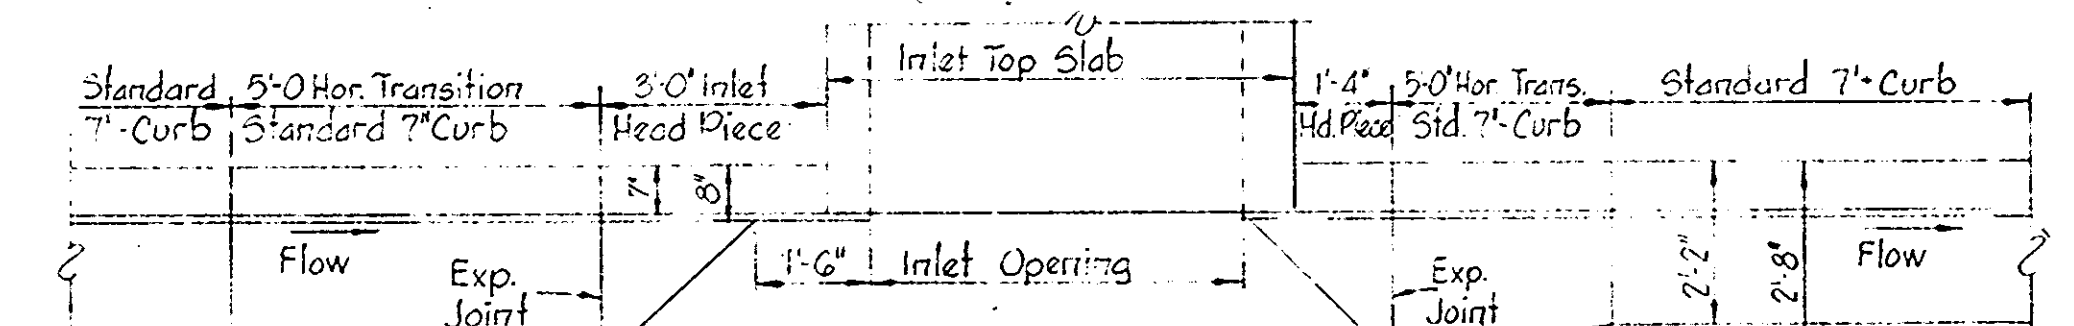 Inlet Top Slab
Standard
7"-Curb
5'-0 Hor. Transition
Standard 7" Curb
3'-0" Inlet
Head Piece
1'-4"
Hd. Piece
5'-0" Hor. Trans.
Std. 7"-Curb
Standard 7"-Curb
7"
8"
Flow
Exp.
Joint
1'-6"
Inlet Opening
Exp.
Joint
2'-2"
2'-8"
Flow